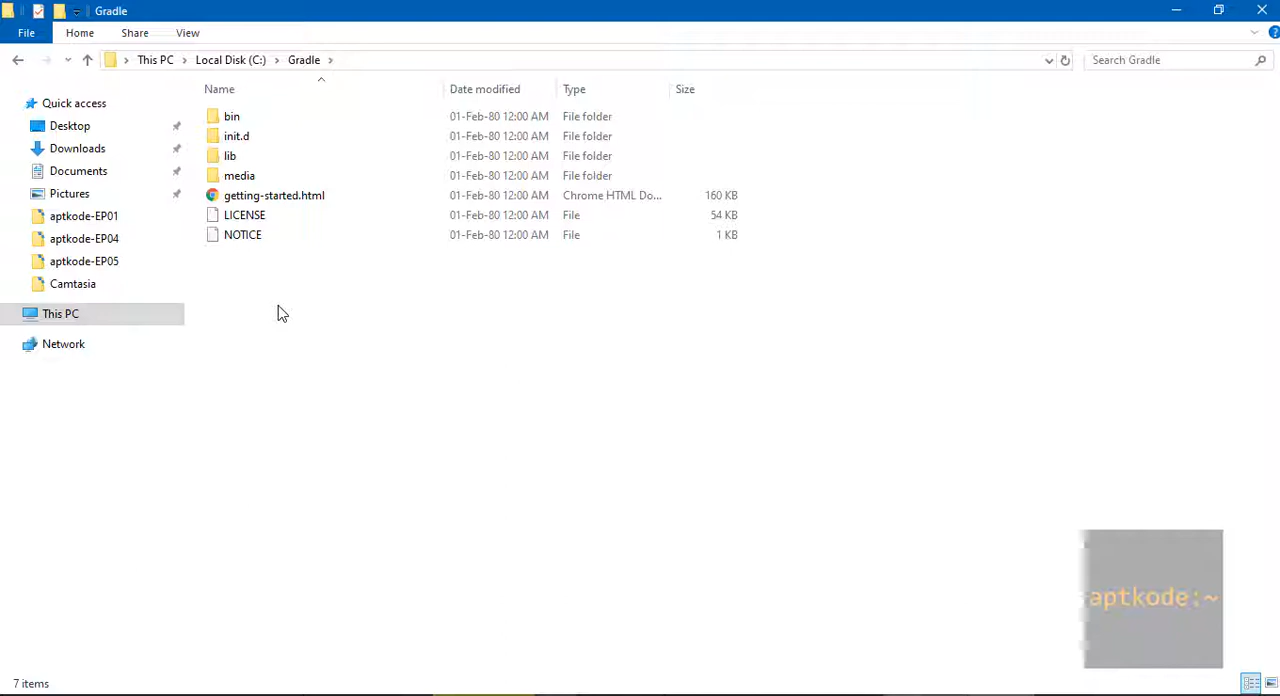 Gradle
File Home Share View
This PC Local Disk (C:) Gradle
Search Gradle
Name Date modified Type Size
Quick access
Desktop
Downloads
Documents
Pictures
aptkode-EP01
aptkode-EP04
aptkode-EP05
Camtasia
This PC
Network
bin 01-Feb-80 12:00 AM File folder
init.d 01-Feb-80 12:00 AM File folder
lib 01-Feb-80 12:00 AM File folder
media 01-Feb-80 12:00 AM File folder
getting-started.html 01-Feb-80 12:00 AM Chrome HTML Do... 160 KB
LICENSE 01-Feb-80 12:00 AM File 54 KB
NOTICE 01-Feb-80 12:00 AM File 1 KB
aptkode:~
7 items